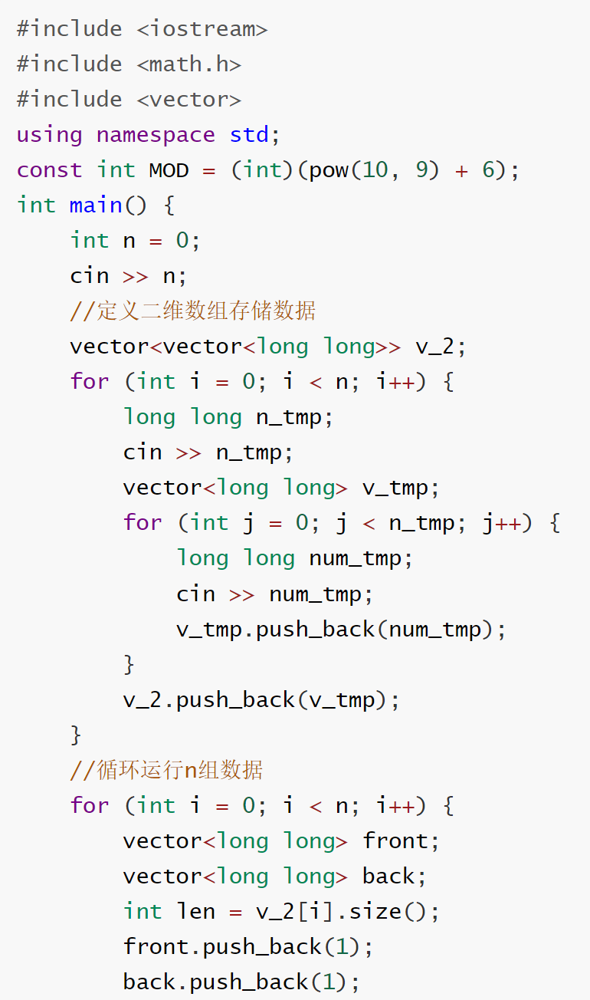 #include <iostream>
#include <math.h>
#include <vector>
using namespace std;
const int MOD = (int)(pow(10, 9) + 6);
int main() {
    int n = 0;
    cin >> n;
    //定义二维数组存储数据
    vector<vector<long long>> v_2;
    for (int i = 0; i < n; i++) {
        long long n_tmp;
        cin >> n_tmp;
        vector<long long> v_tmp;
        for (int j = 0; j < n_tmp; j++) {
            long long num_tmp;
            cin >> num_tmp;
            v_tmp.push_back(num_tmp);
        }
        v_2.push_back(v_tmp);
    }
    //循环运行n组数据
    for (int i = 0; i < n; i++) {
        vector<long long> front;
        vector<long long> back;
        int len = v_2[i].size();
        front.push_back(1);
        back.push_back(1);